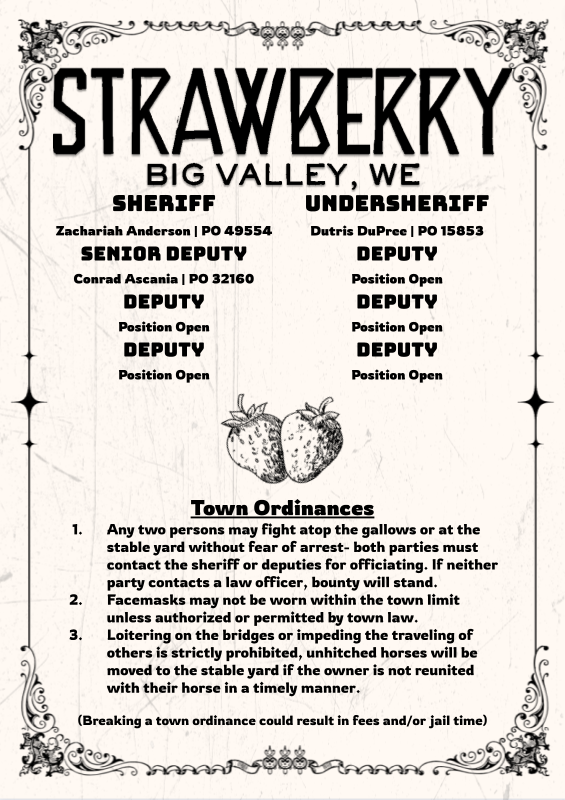 STRAWBERRY
BIG VALLEY, WE
SHERIFF
Zachariah Anderson | PO 49554
SENIOR DEPUTY
Conrad Ascania | PO 32160
DEPUTY
Position Open
DEPUTY
Position Open
UNDERSHERIFF
Dutris DuPree | PO 15853
DEPUTY
Position Open
DEPUTY
Position Open
DEPUTY
Position Open
Town Ordinances
1. Any two persons may fight atop the gallows or at the
stable yard without fear of arrest- both parties must
contact the sheriff or deputies for officiating. If neither
party contacts a law officer, bounty will stand.
2. Facemasks may not be worn within the town limit
unless authorized or permitted by town law.
3. Loitering on the bridges or impeding the traveling of
others is strictly prohibited, unhitched horses will be
moved to the stable yard if the owner is not reunited
with their horse in a timely manner.
(Breaking a town ordinance could result in fees and/or jail time)